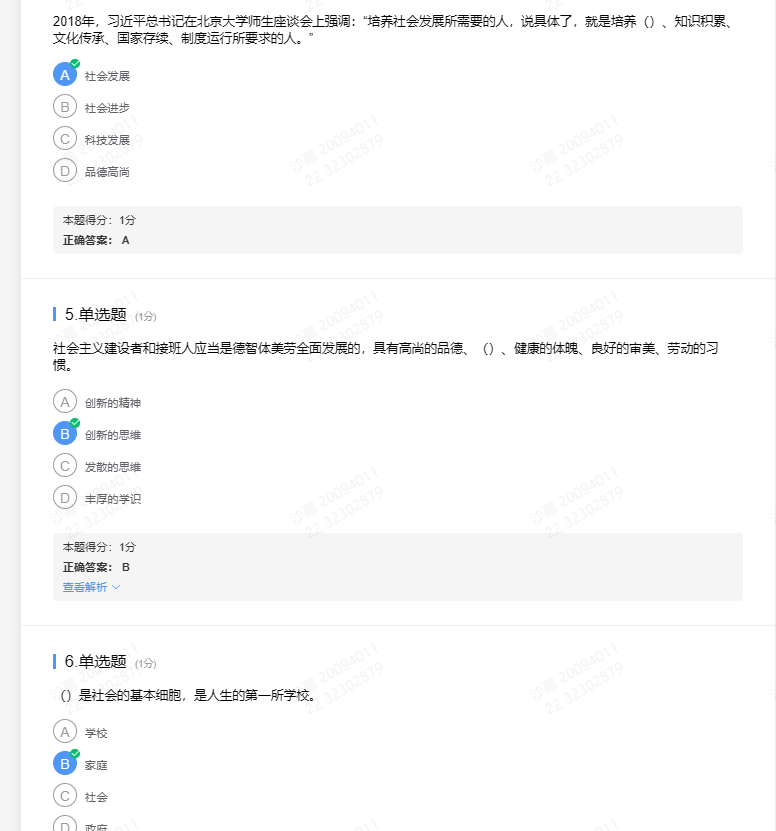 2018年，习近平总书记在北京大学师生座谈会上强调：“培养社会发展所需要的人，说具体了，就是培养（）、知识积累、
文化传承、国家存续、制度运行所要求的人。”
A 社会发展
B 社会进步
C 科技发展
D 品德高尚
本题得分：1分
正确答案： A
5.单选题 (1分)
社会主义建设者和接班人应当是德智体美劳全面发展的，具有高尚的品德、（）、健康的体魄、良好的审美、劳动的习
惯。
A 创新的精神
B 创新的思维
C 发散的思维
D 丰厚的学识
本题得分：1分
正确答案： B
查看解析
6.单选题 (1分)
（）是社会的基本细胞，是人生的第一所学校。
A 学校
B 家庭
C 社会
D 政府